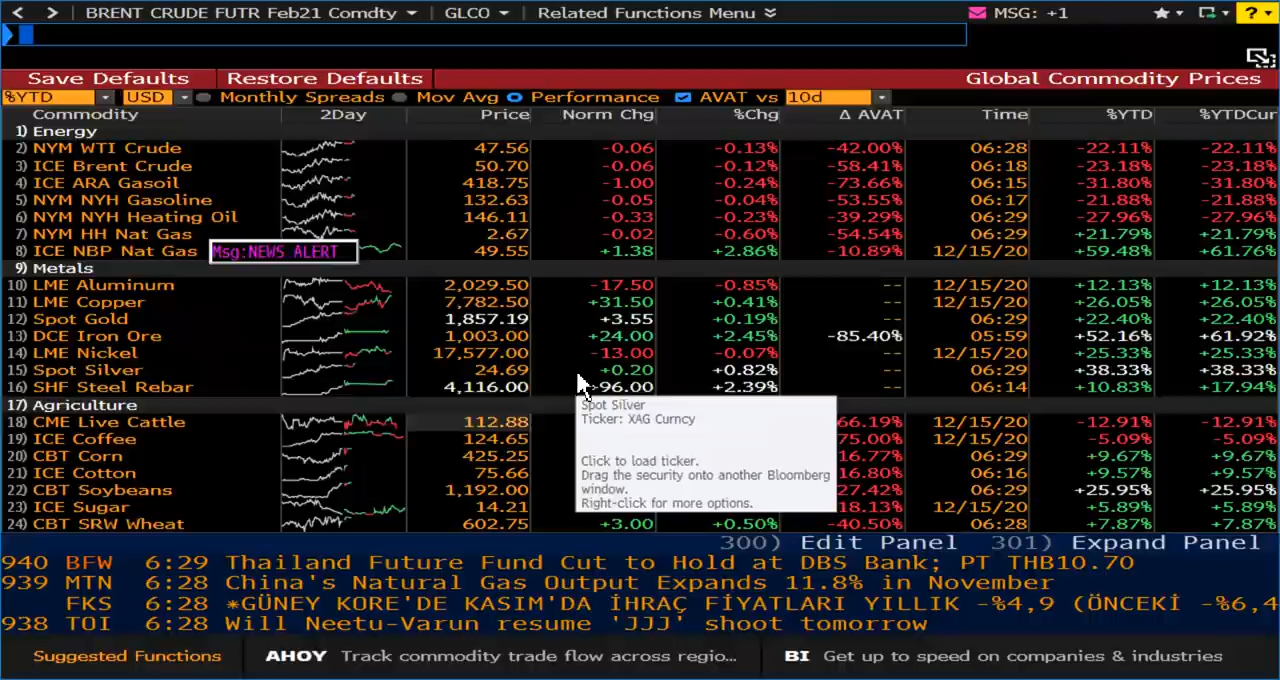 BRENT CRUDE FUTR Feb21 Comdty GLCO Related Functions Menu MSG: +1 ?
Save Defaults Restore Defaults Global Commodity Prices
%YTD USD Monthly Spreads Mov Avg Performance AVAT vs 10d
Commodity 2Day Price Norm Chg %Chg Δ AVAT Time %YTD %YTDCur
1) Energy
2) NYM WTI Crude 47.56 -0.06 -0.13% -42.00% 06:28 -22.11% -22.11%
3) ICE Brent Crude 50.70 -0.06 -0.12% -58.41% 06:18 -23.18% -23.18%
4) ICE ARA Gasoil 418.75 -1.00 -0.24% -73.66% 06:15 -31.80% -31.80%
5) NYM NYH Gasoline 132.63 -0.05 -0.04% -53.55% 06:17 -21.88% -21.88%
6) NYM NYH Heating Oil 146.11 -0.33 -0.23% -39.29% 06:29 -27.96% -27.96%
7) NYM HH Nat Gas 2.67 -0.02 -0.60% -54.54% 06:29 +21.79% +21.79%
8) ICE NBP Nat Gas Msg:NEWS ALERT 49.55 +1.38 +2.86% -10.89% 12/15/20 +59.48% +61.76%
9) Metals
10) LME Aluminum 2,029.50 -17.50 -0.85% -- 12/15/20 +12.13% +12.13%
11) LME Copper 7,782.50 +31.50 +0.41% -- 12/15/20 +26.05% +26.05%
12) Spot Gold 1,857.19 +3.55 +0.19% -- 06:29 +22.40% +22.40%
13) DCE Iron Ore 1,003.00 +24.00 +2.45% -85.40% 05:59 +52.16% +61.92%
14) LME Nickel 17,577.00 -13.00 -0.07% -- 12/15/20 +25.33% +25.33%
15) Spot Silver 24.69 +0.20 +0.82% -- 06:29 +38.33% +38.33%
16) SHF Steel Rebar 4,116.00 96.00 +2.39% -- 06:14 +10.83% +17.94%
17) Agriculture
Spot Silver
Ticker: XAG Curncy
Click to load ticker.
Drag the security onto another Bloomberg
window.
Right-click for more options.
18) CME Live Cattle 112.88 66.19% 12/15/20 -12.91% -12.91%
19) ICE Coffee 124.65 75.00% 12/15/20 -5.09% -5.09%
20) CBT Corn 425.25 16.77% 06:29 +9.67% +9.67%
21) ICE Cotton 75.66 16.80% 06:16 +9.57% +9.57%
22) CBT Soybeans 1,192.00 27.42% 06:29 +25.95% +25.95%
23) ICE Sugar 14.21 18.13% 12/15/20 +5.89% +5.89%
24) CBT SRW Wheat 602.75 +3.00 +0.50% -40.50% 06:29 +7.87% +7.87%
300) Edit Panel 301) Expand Panel
940 BFW 6:29 Thailand Future Fund Cut to Hold at DBS Bank; PT THB10.70
939 MTN 6:28 China's Natural Gas Output Expands 11.8% in November
FKS 6:28 *GÜNEY KORE'DE KASIM'DA İHRAÇ FİYATLARI YILLIK -%4,9 (ÖNCEKİ -%6,4
938 TOI 6:28 Will Neetu-Varun resume 'JJJ' shoot tomorrow
Suggested Functions AHOY Track commodity trade flow across regio... BI Get up to speed on companies & industries